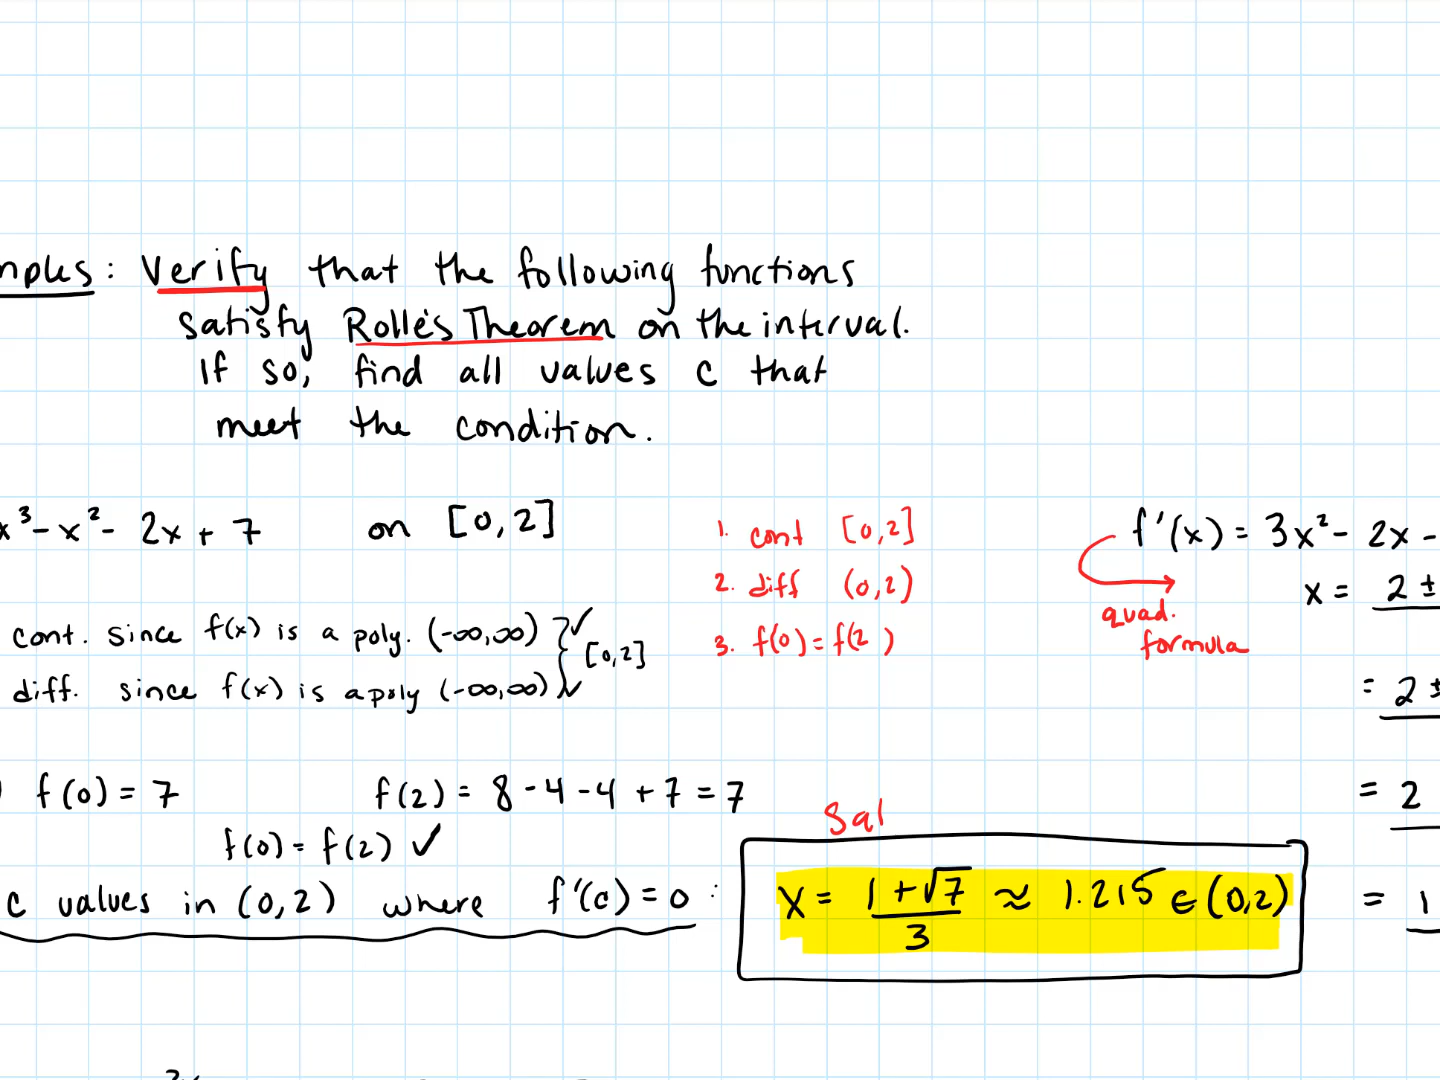 mples: Verify that the following functions
satisfy Rolle's Theorem on the interval.
If so, find all values c that
meet the condition.
x³ - x² - 2x + 7 on [0, 2]
cont. since f(x) is a poly. (-∞, ∞) ✓
diff. since f(x) is a poly (-∞, ∞) ✓
[0, 2]
f(0) = 7 f(2) = 8 - 4 - 4 + 7 = 7
f(0) = f(2) ✓
c values in (0, 2) where f'(c) = 0 :
1. cont [0, 2]
2. diff (0, 2)
3. f(0) = f(2)
f'(x) = 3x² - 2x -
quad.
formula
x = 2 ±
= 2 ±
= 2
= 1
x = (1 + √7)/3 ≈ 1.215 ∈ (0, 2)